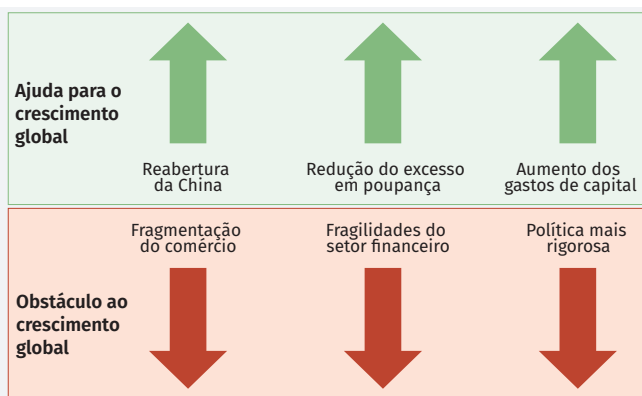 Ajuda para o
crescimento
global
Reabertura
da China
Redução do excesso
em poupança
Aumento dos
gastos de capital
Fragmentação
do comércio
Fragilidades do
setor financeiro
Política mais
rigorosa
Obstáculo ao
crescimento
global